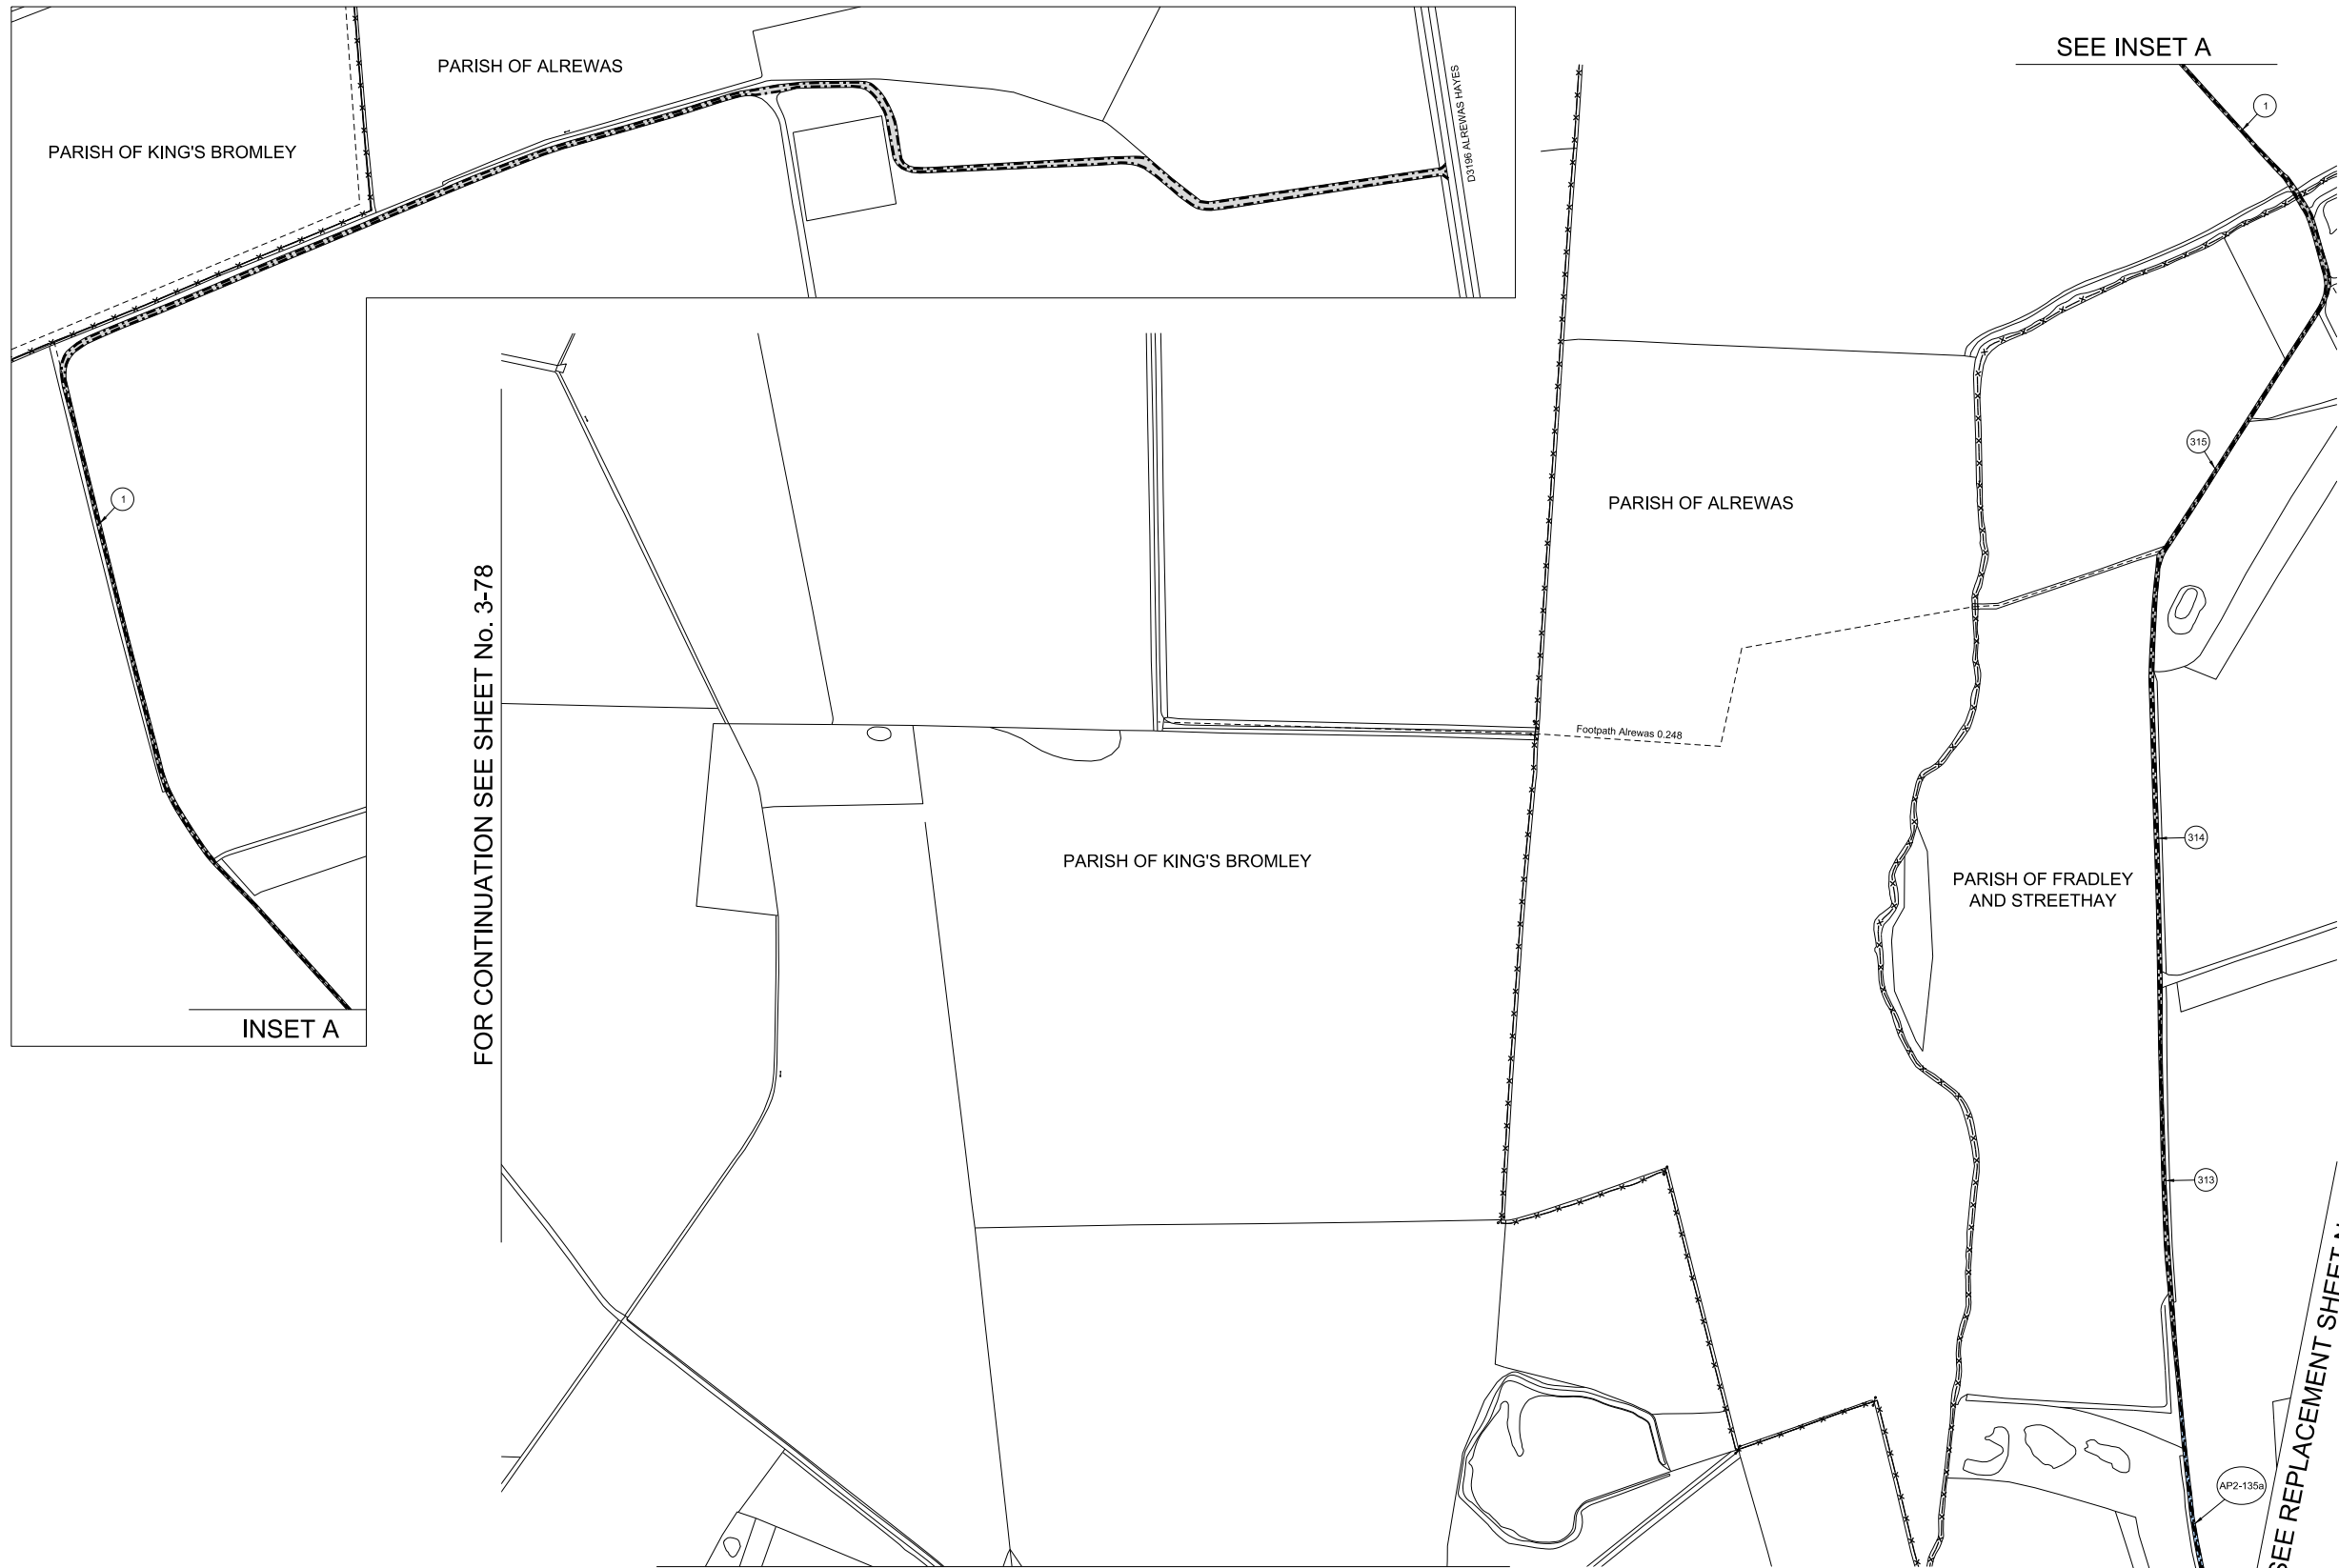 PARISH OF ALREWAS
PARISH OF KING'S BROMLEY
D3196 ALREWAS HAYES
1
INSET A
SEE INSET A
1
315
PARISH OF ALREWAS
FOR CONTINUATION SEE SHEET No. 3-78
Footpath Alrewas 0.248
314
PARISH OF KING'S BROMLEY
PARISH OF FRADLEY
AND STREETHAY
313
AP2-135a
SEE REPLACEMENT SHEET